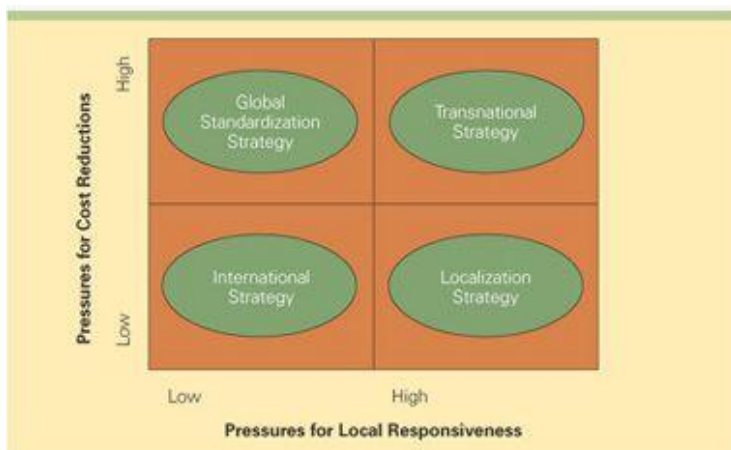 High
Global
Standardization
Strategy
Transnational
Strategy
Pressures for Cost Reductions
International
Strategy
Localization
Strategy
Low
Low
High
Pressures for Local Responsiveness